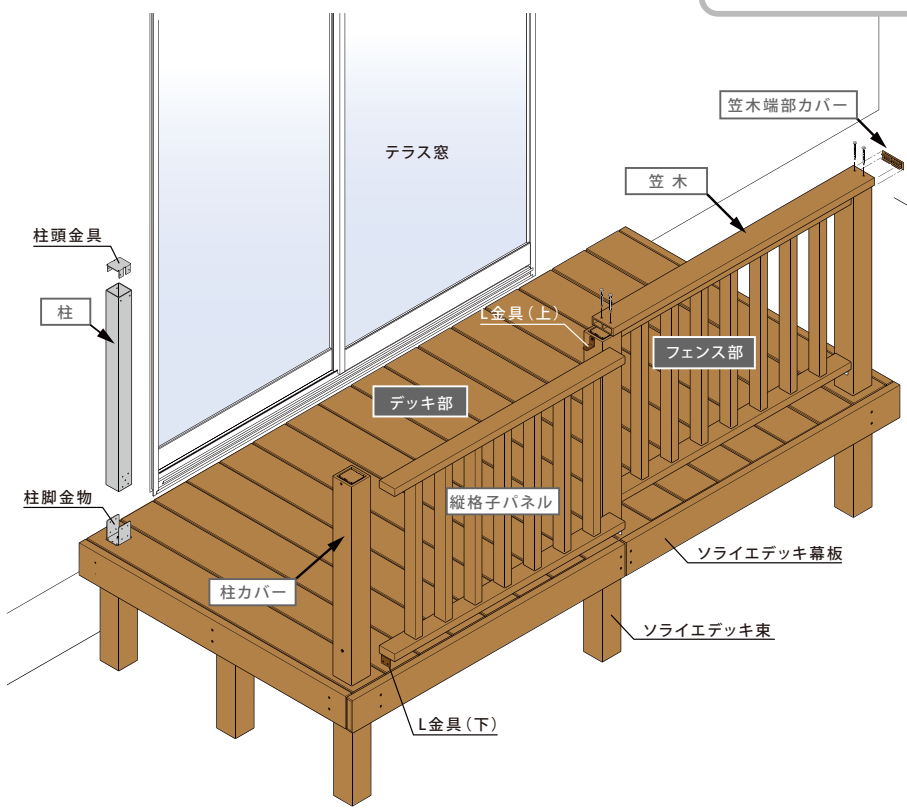 笠木端部カバー
テラス窓
笠 木
柱頭金具
柱
L金具(上)
フェンス部
デッキ部
柱脚金物
縦格子パネル
ソライエデッキ幕板
柱カバー
ソライエデッキ束
L金具(下)